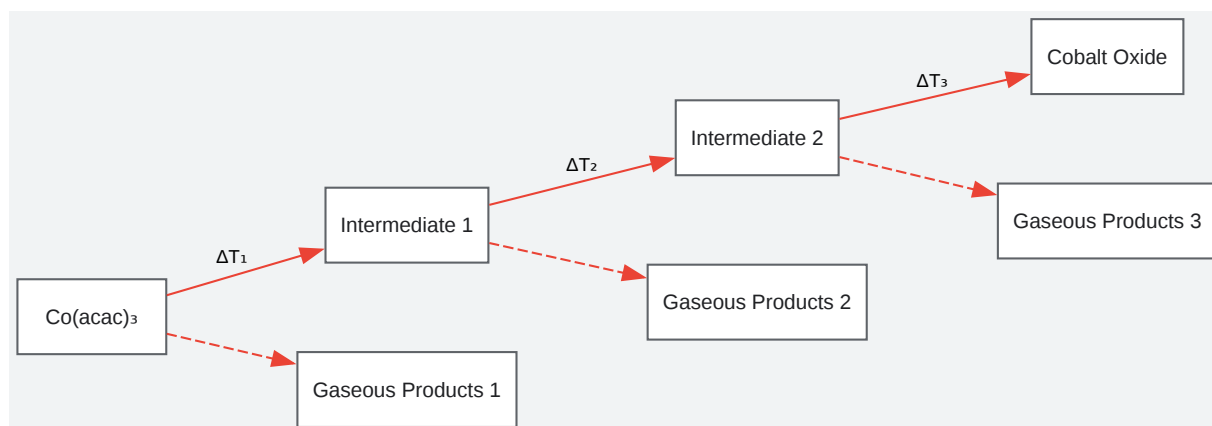 Cobalt Oxide
ΔT₃
Intermediate 2
ΔT₂
Gaseous Products 3
Intermediate 1
ΔT₁
Gaseous Products 2
Co(acac)₃
Gaseous Products 1